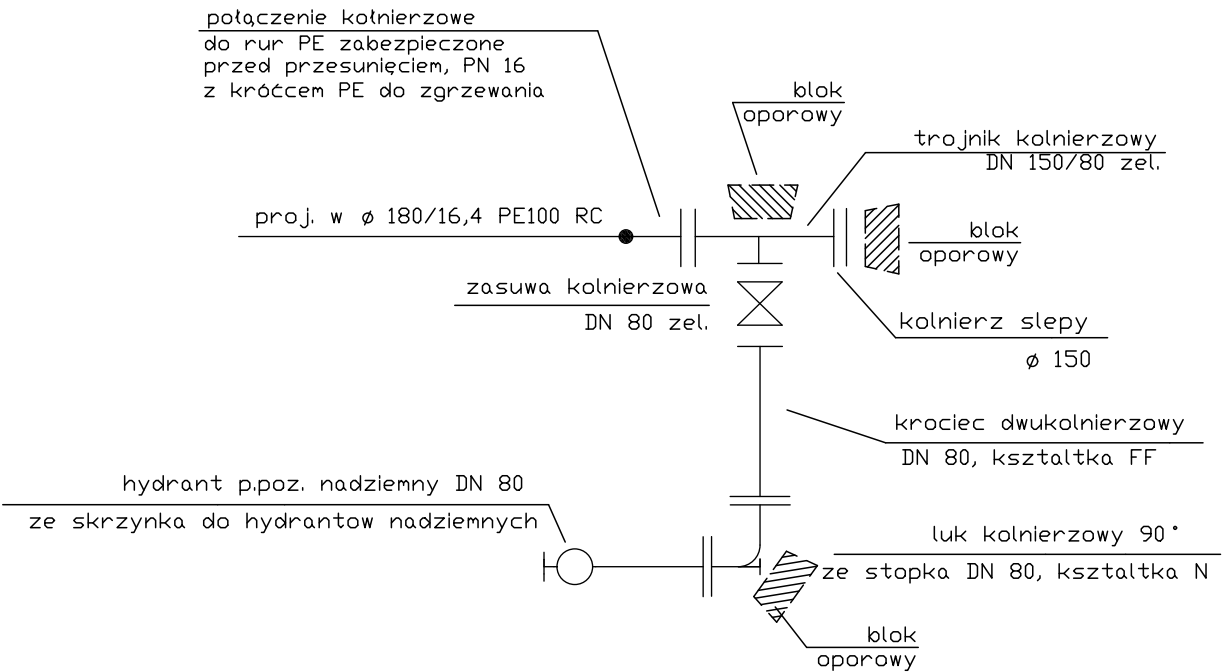 połączenie kołnierzowe
do rur PE zabezpieczone
przed przesunięciem, PN 16
z króćcem PE do zgrzewania
blok
oporowy
trojnik kolnierzowy
DN 150/80 zel.
proj. w ø 180/16,4 PE100 RC
blok
oporowy
zasuwa kolnierzowa
DN 80 zel.
kolnierz slepy
ø 150
krociec dwukolnierzowy
DN 80, ksztaltka FF
hydrant p.poz. nadziemny DN 80
ze skrzynka do hydrantow nadziemnych
luk kolnierzowy 90°
ze stopka DN 80, ksztaltka N
blok
oporowy